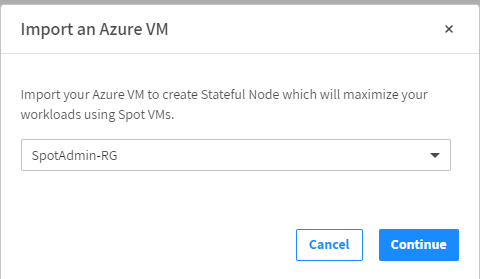 Import an Azure VM
Import your Azure VM to create Stateful Node which will maximize your
workloads using Spot VMs.
SpotAdmin-RG
Cancel
Continue